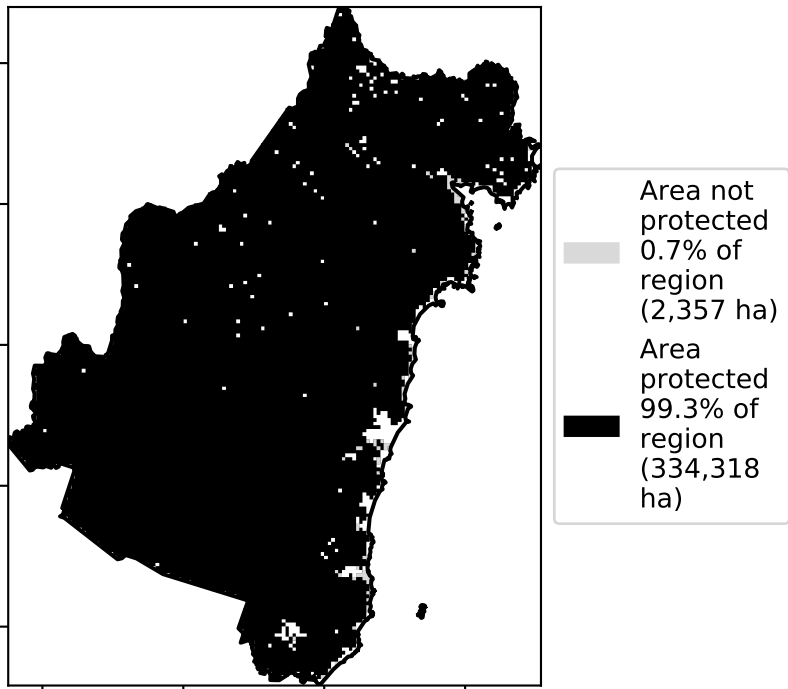 Area not
protected
0.7% of
region
(2,357 ha)
Area
protected
99.3% of
region
(334,318
ha)